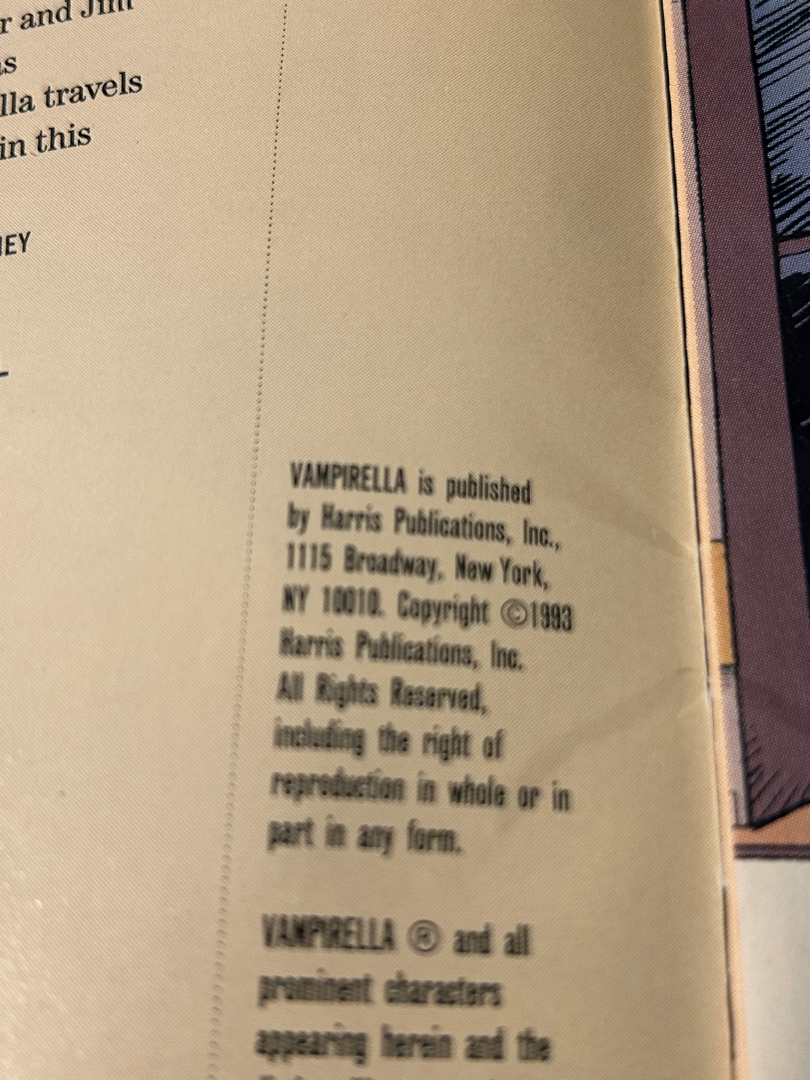 r and Jim
as
lla travels
in this
NEY
VAMPIRELLA is published
by Harris Publications, Inc.,
1115 Broadway, New York,
NY 10010. Copyright ©1993
Harris Publications, Inc.
All Rights Reserved,
including the right of
reproduction in whole or in
part in any form.
VAMPIRELLA ® and all
prominent characters
appearing herein and the